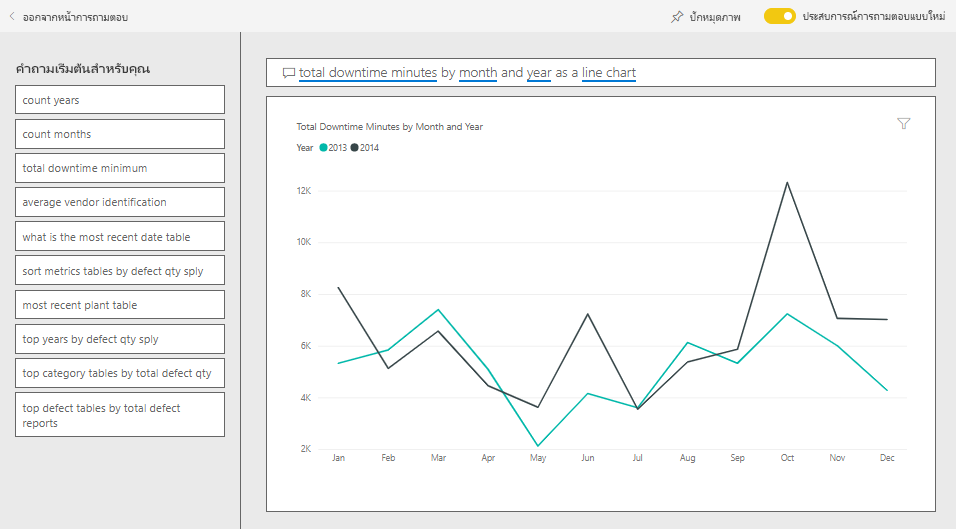 ออกจากหน้าการถามตอบ
ปักหมุดภาพ
ประสบการณ์การถามตอบแบบใหม่
คำถามเริ่มต้นสำหรับคุณ
count years
count months
total downtime minimum
average vendor identification
what is the most recent date table
sort metrics tables by defect qty sply
most recent plant table
top years by defect qty sply
top category tables by total defect qty
top defect tables by total defect
reports
total downtime minutes by month and year as a line chart
Total Downtime Minutes by Month and Year
Year 2013 2014
12K
10K
8K
6K
4K
2K
Jan Feb Mar Apr May Jun Jul Aug Sep Oct Nov Dec